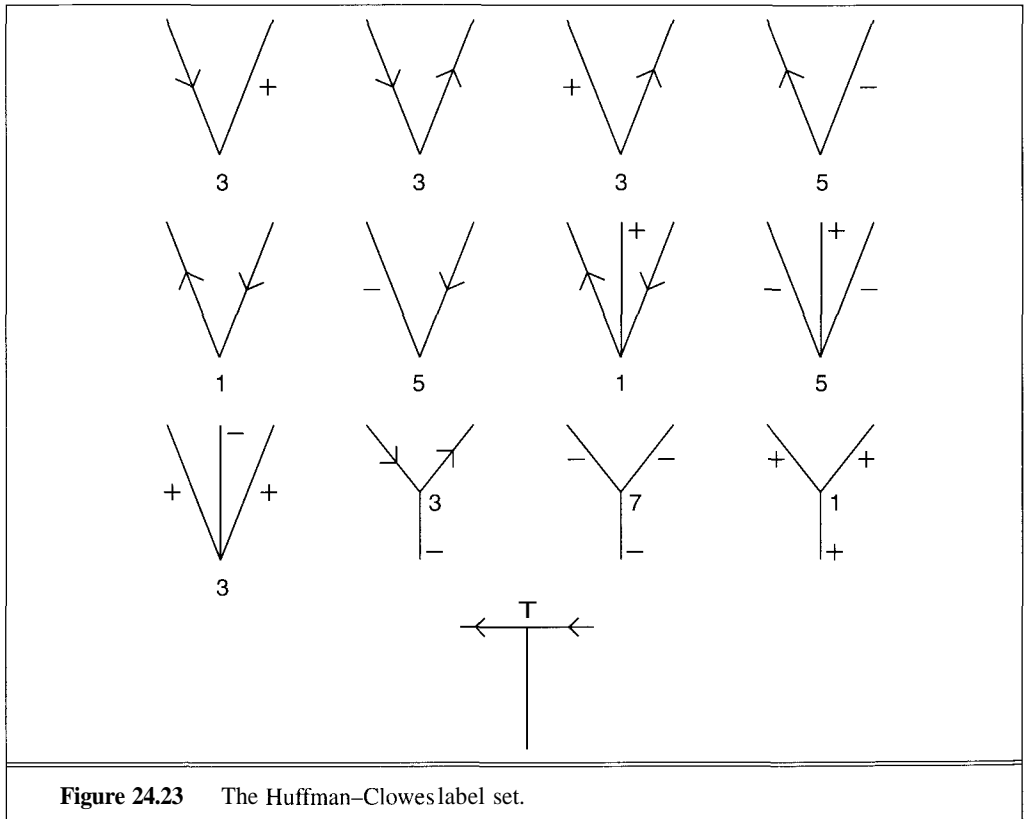 + + −
3 3 3 5
− + +
− −
1 5 1 5
−
+ + − − + +
3 7 1
− − +
3
T
Figure 24.23 The Huffman–Clowes label set.